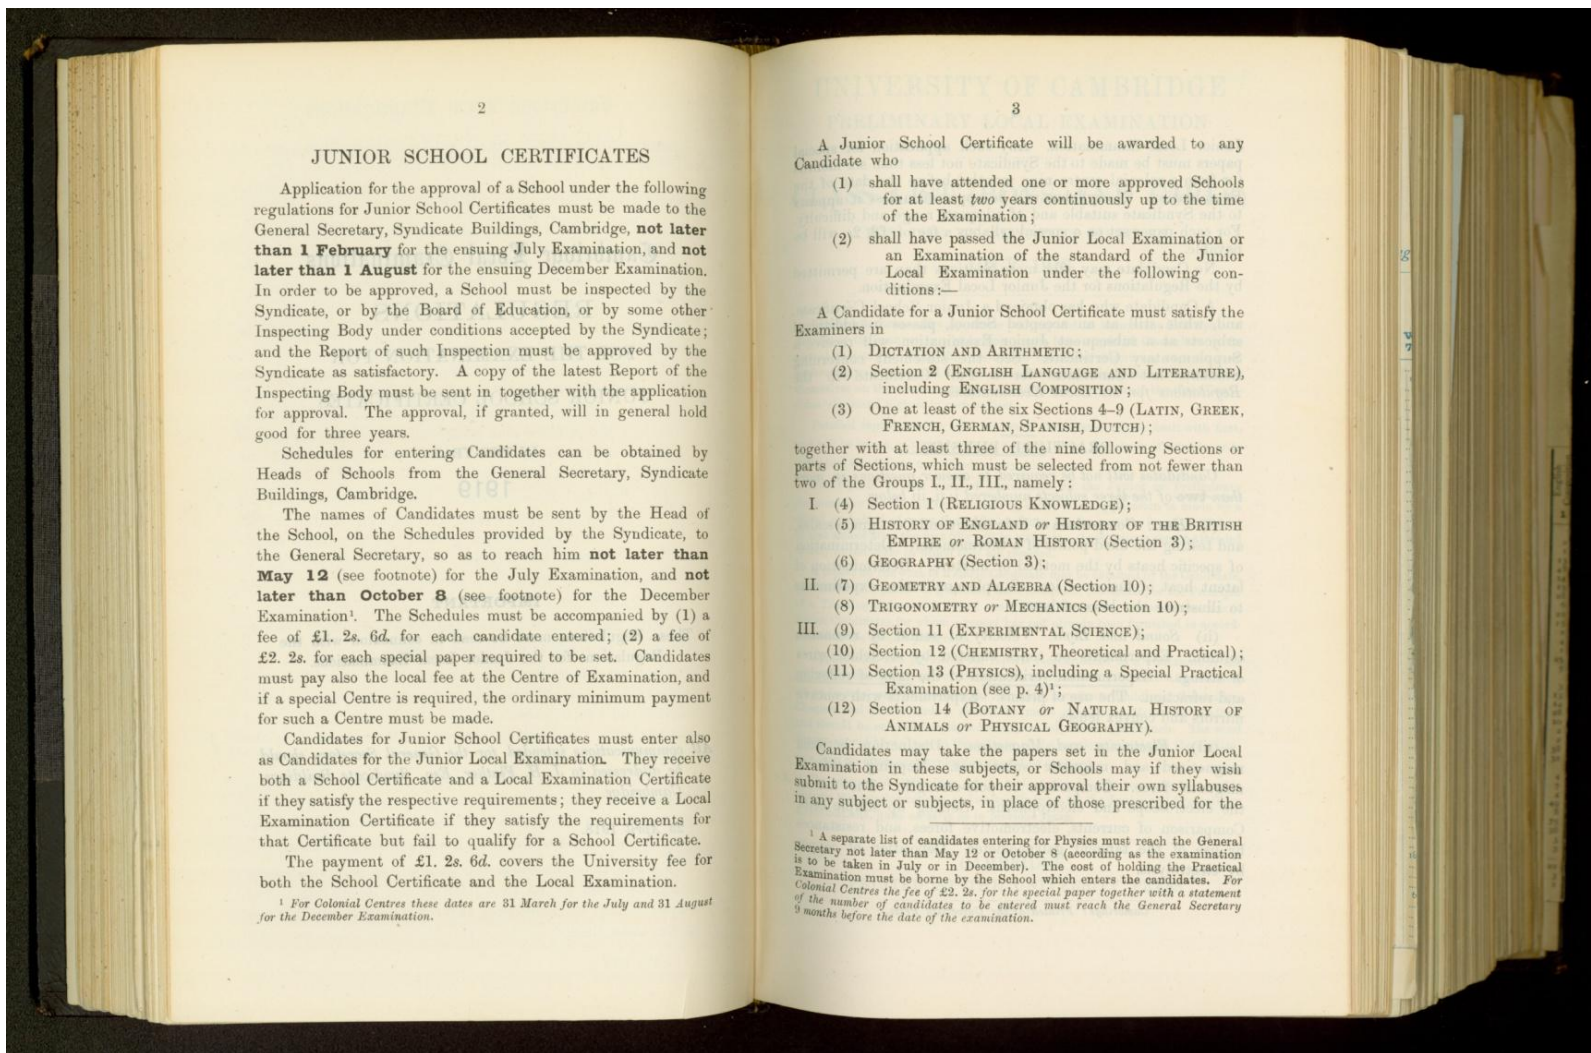 2
JUNIOR SCHOOL CERTIFICATES
Application for the approval of a School under the following
regulations for Junior School Certificates must be made to the
General Secretary, Syndicate Buildings, Cambridge, not later
than 1 February for the ensuing July Examination, and not
later than 1 August for the ensuing December Examination.
In order to be approved, a School must be inspected by the
Syndicate, or by the Board of Education, or by some other
Inspecting Body under conditions accepted by the Syndicate;
and the Report of such Inspection must be approved by the
Syndicate as satisfactory. A copy of the latest Report of the
Inspecting Body must be sent in together with the application
for approval. The approval, if granted, will in general hold
good for three years.
Schedules for entering Candidates can be obtained by
Heads of Schools from the General Secretary, Syndicate
Buildings, Cambridge.
The names of Candidates must be sent by the Head of
the School, on the Schedules provided by the Syndicate, to
the General Secretary, so as to reach him not later than
May 12 (see footnote) for the July Examination, and not
later than October 8 (see footnote) for the December
Examination¹. The Schedules must be accompanied by (1) a
fee of £1. 2s. 6d. for each candidate entered; (2) a fee of
£2. 2s. for each special paper required to be set. Candidates
must pay also the local fee at the Centre of Examination, and
if a special Centre is required, the ordinary minimum payment
for such a Centre must be made.
Candidates for Junior School Certificates must enter also
as Candidates for the Junior Local Examination. They receive
both a School Certificate and a Local Examination Certificate
if they satisfy the respective requirements; they receive a Local
Examination Certificate if they satisfy the requirements for
that Certificate but fail to qualify for a School Certificate.
The payment of £1. 2s. 6d. covers the University fee for
both the School Certificate and the Local Examination.
¹ For Colonial Centres these dates are 31 March for the July and 31 August
for the December Examination.
3
A Junior School Certificate will be awarded to any
Candidate who
(1) shall have attended one or more approved Schools
for at least two years continuously up to the time
of the Examination;
(2) shall have passed the Junior Local Examination or
an Examination of the standard of the Junior
Local Examination under the following con-
ditions:—
A Candidate for a Junior School Certificate must satisfy the
Examiners in
(1) DICTATION AND ARITHMETIC;
(2) Section 2 (ENGLISH LANGUAGE AND LITERATURE),
including ENGLISH COMPOSITION;
(3) One at least of the six Sections 4–9 (LATIN, GREEK,
FRENCH, GERMAN, SPANISH, DUTCH);
together with at least three of the nine following Sections or
parts of Sections, which must be selected from not fewer than
two of the Groups I., II., III., namely:
I. (4) Section 1 (RELIGIOUS KNOWLEDGE);
(5) HISTORY OF ENGLAND or HISTORY OF THE BRITISH
EMPIRE or ROMAN HISTORY (Section 3);
(6) GEOGRAPHY (Section 3);
II. (7) GEOMETRY AND ALGEBRA (Section 10);
(8) TRIGONOMETRY or MECHANICS (Section 10);
III. (9) Section 11 (EXPERIMENTAL SCIENCE);
(10) Section 12 (CHEMISTRY, Theoretical and Practical);
(11) Section 13 (PHYSICS), including a Special Practical
Examination (see p. 4)¹;
(12) Section 14 (BOTANY or NATURAL HISTORY OF
ANIMALS or PHYSICAL GEOGRAPHY).
Candidates may take the papers set in the Junior Local
Examination in these subjects, or Schools may if they wish
submit to the Syndicate for their approval their own syllabuses
in any subject or subjects, in place of those prescribed for the
¹ A separate list of candidates entering for Physics must reach the General
Secretary not later than May 12 or October 8 (according as the examination
is to be taken in July or in December). The cost of holding the Practical
Examination must be borne by the School which enters the candidates. For
Colonial Centres the fee of £2. 2s. for the special paper together with a statement
of the number of candidates to be entered must reach the General Secretary
9 months before the date of the examination.